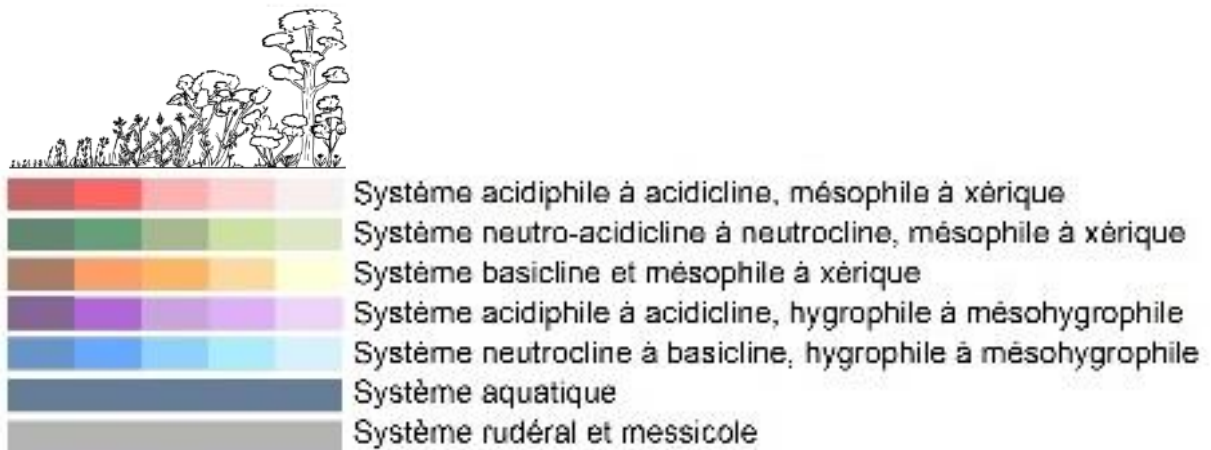 Système acidiphile à acidicline, mésophile à xérique
Système neutro-acidicline à neutrocline, mésophile à xérique
Système basicline et mésophile à xérique
Système acidiphile à acidicline, hygrophile à mésohygrophile
Système neutrocline à basicline, hygrophile à mésohygrophile
Système aquatique
Système rudéral et messicole